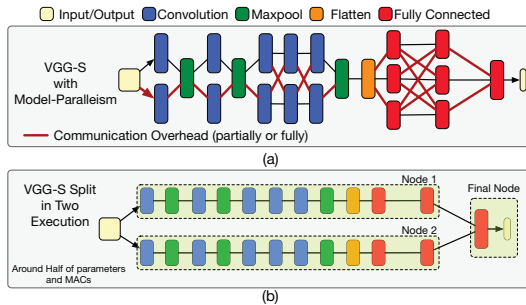 Input/Output Convolution Maxpool Flatten Fully Connected
VGG-S
with
Model-Parallelism
Communication Overhead (partially or fully)
(a)
VGG-S Split
in Two
Execution
Around Half of parameters
and MACs
Node 1
Node 2
Final Node
(b)